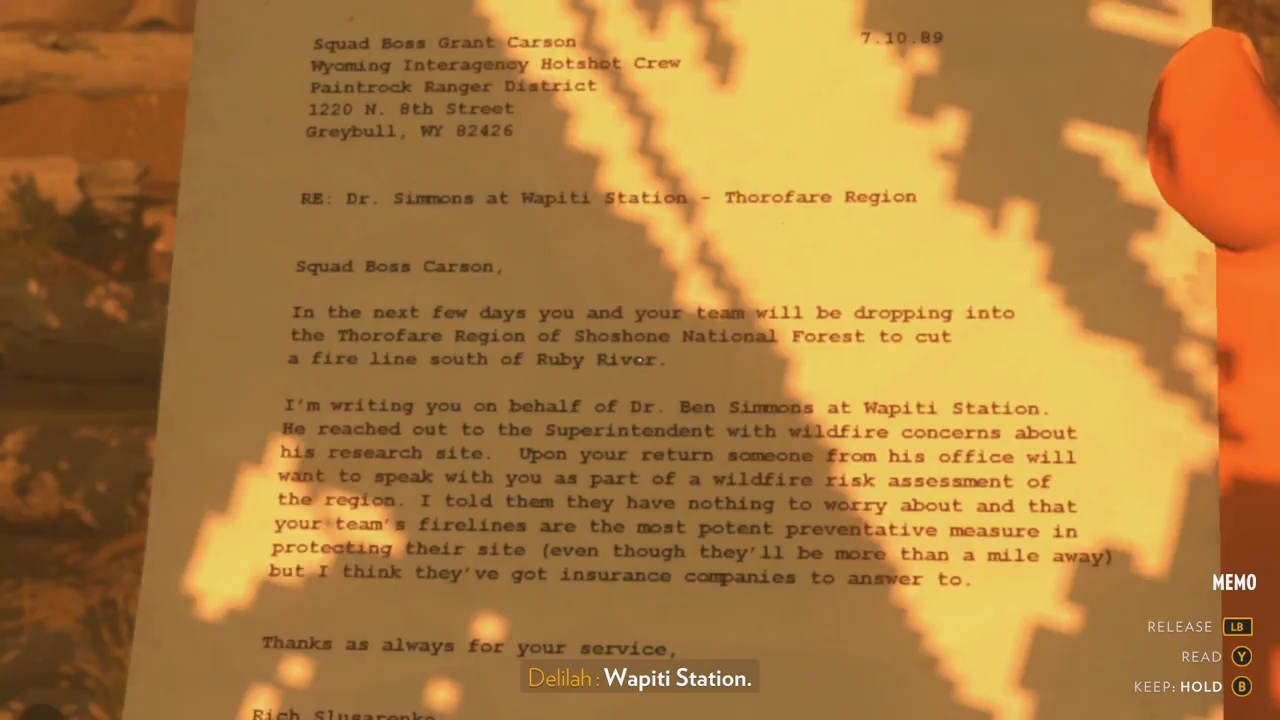 Squad Boss Grant Carson
7.10.89
Wyoming Interagency Hotshot Crew
Paintrock Ranger District
1220 N. 8th Street
Greybull, WY 82426
RE: Dr. Simmons at Wapiti Station - Thorofare Region
Squad Boss Carson,
In the next few days you and your team will be dropping into
the Thorofare Region of Shoshone National Forest to cut
a fire line south of Ruby River.
I'm writing you on behalf of Dr. Ben Simmons at Wapiti Station.
He reached out to the Superintendent with wildfire concerns about
his research site. Upon your return someone from his office will
want to speak with you as part of a wildfire risk assessment of
the region. I told them they have nothing to worry about and that
your team's firelines are the most potent preventative measure in
protecting their site (even though they'll be more than a mile away)
but I think they've got insurance companies to answer to.
Thanks as always for your service,
Rich Slusarenko
Delilah: Wapiti Station.
MEMO
RELEASE LB
READ Y
KEEP: HOLD B